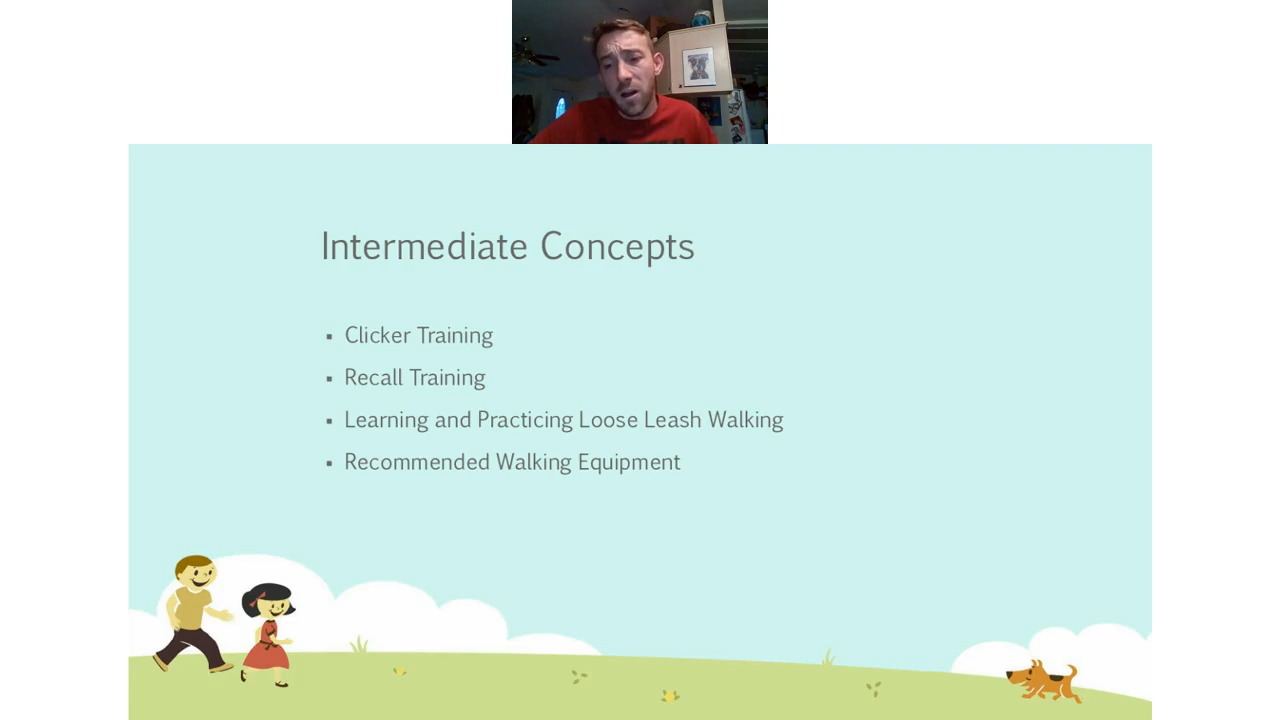 Intermediate Concepts
Clicker Training
Recall Training
Learning and Practicing Loose Leash Walking
Recommended Walking Equipment